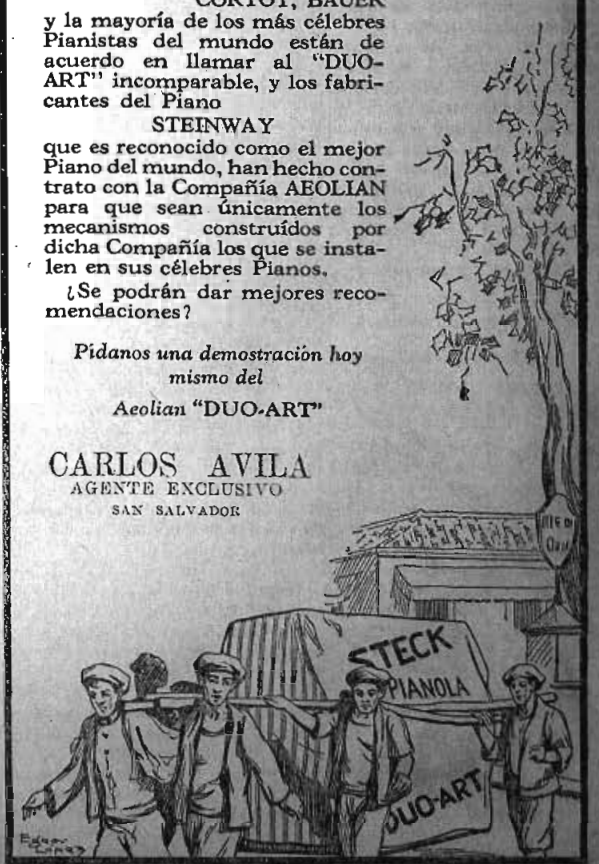 CORTOT, BAUER
y la mayoría de los más célebres
Pianistas del mundo están de
acuerdo en llamar al "DUO-
ART" incomparable, y los fabri-
cantes del Piano
STEINWAY
que es reconocido como el mejor
Piano del mundo, han hecho con-
trato con la Compañía AEOLIAN
para que sean únicamente los
mecanismos construídos por
dicha Compañía los que se insta-
len en sus célebres Pianos.
¿Se podrán dar mejores reco-
mendaciones?
Pídanos una demostración hoy
mismo del
Aeolian "DUO-ART"
CARLOS AVILA
AGENTE EXCLUSIVO
SAN SALVADOR
STECK
PIANOLA
DUO-ART